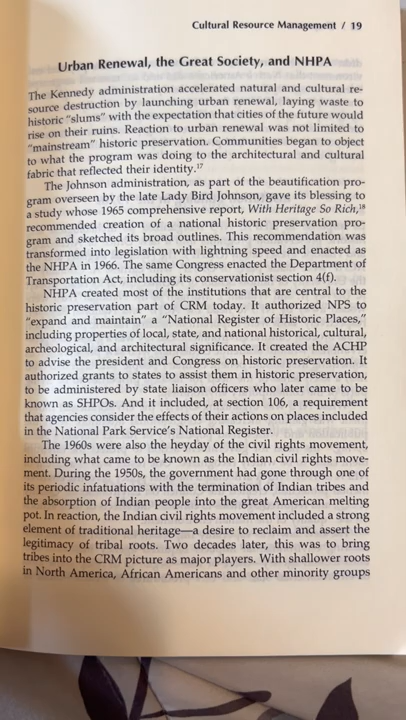 Cultural Resource Management / 19
Urban Renewal, the Great Society, and NHPA
The Kennedy administration accelerated natural and cultural re-
source destruction by launching urban renewal, laying waste to
historic "slums" with the expectation that cities of the future would
rise on their ruins. Reaction to urban renewal was not limited to
"mainstream" historic preservation. Communities began to object
to what the program was doing to the architectural and cultural
fabric that reflected their identity.17
The Johnson administration, as part of the beautification pro-
gram overseen by the late Lady Bird Johnson, gave its blessing to
a study whose 1965 comprehensive report, With Heritage So Rich,18
recommended creation of a national historic preservation pro-
gram and sketched its broad outlines. This recommendation was
transformed into legislation with lightning speed and enacted as
the NHPA in 1966. The same Congress enacted the Department of
Transportation Act, including its conservationist section 4(f).
NHPA created most of the institutions that are central to the
historic preservation part of CRM today. It authorized NPS to
"expand and maintain" a "National Register of Historic Places,"
including properties of local, state, and national historical, cultural,
archeological, and architectural significance. It created the ACHP
to advise the president and Congress on historic preservation. It
authorized grants to states to assist them in historic preservation,
to be administered by state liaison officers who later came to be
known as SHPOs. And it included, at section 106, a requirement
that agencies consider the effects of their actions on places included
in the National Park Service's National Register.
The 1960s were also the heyday of the civil rights movement,
including what came to be known as the Indian civil rights move-
ment. During the 1950s, the government had gone through one of
its periodic infatuations with the termination of Indian tribes and
the absorption of Indian people into the great American melting
pot. In reaction, the Indian civil rights movement included a strong
element of traditional heritage—a desire to reclaim and assert the
legitimacy of tribal roots. Two decades later, this was to bring
tribes into the CRM picture as major players. With shallower roots
in North America, African Americans and other minority groups